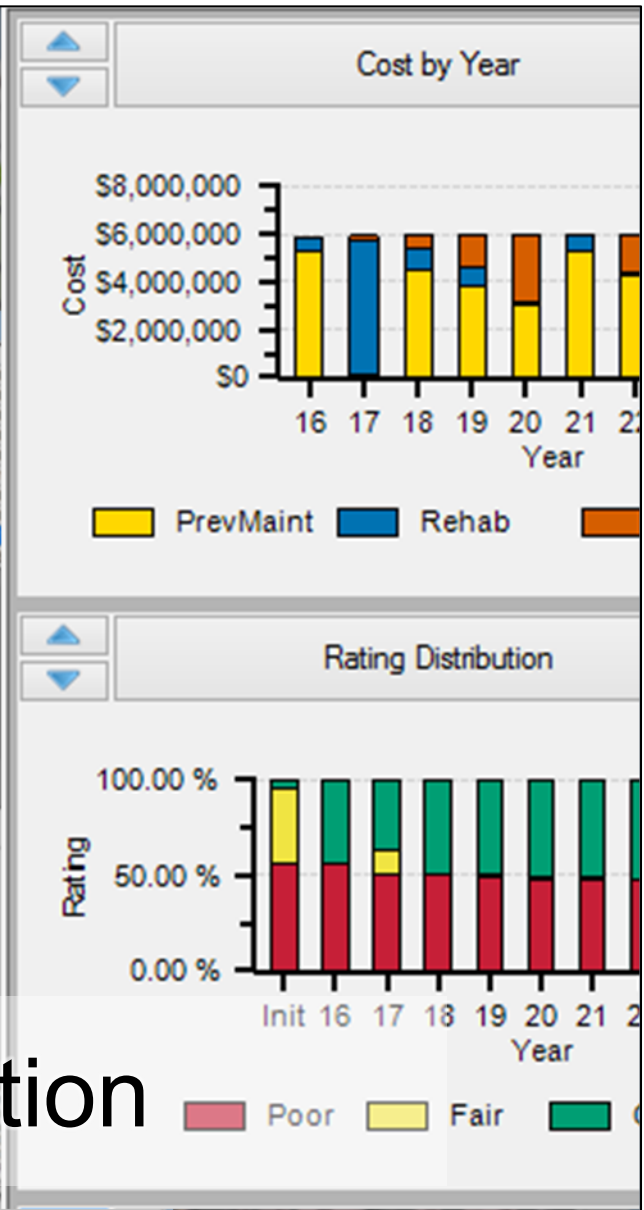 Cost by Year
$8,000,000
$6,000,000
$4,000,000
$2,000,000
$0
Cost
16 17 18 19 20 21
Year
PrevMaint Rehab
Rating Distribution
100.00 %
50.00 %
0.00 %
Rating
Init 16 17 18 19 20 21
Year
tion
Poor Fair